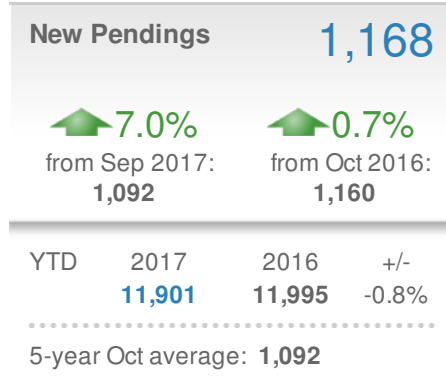 New Pendings 1,168
7.0% 0.7%
from Sep 2017: from Oct 2016:
1,092 1,160
YTD 2017 2016 +/-
11,901 11,995 -0.8%
5-year Oct average: 1,092